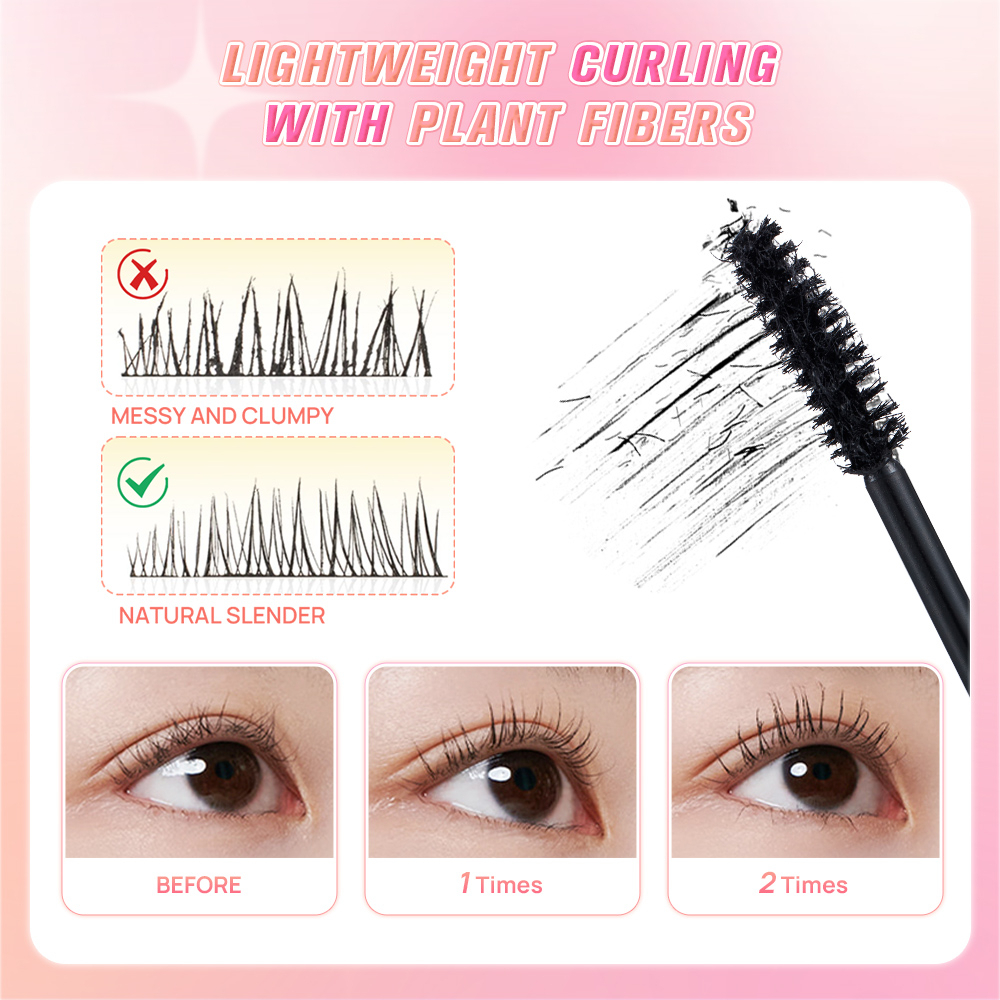 LIGHTWEIGHT CURLING
WITH PLANT FIBERS
MESSY AND CLUMPY
NATURAL SLENDER
BEFORE
1 Times
2 Times